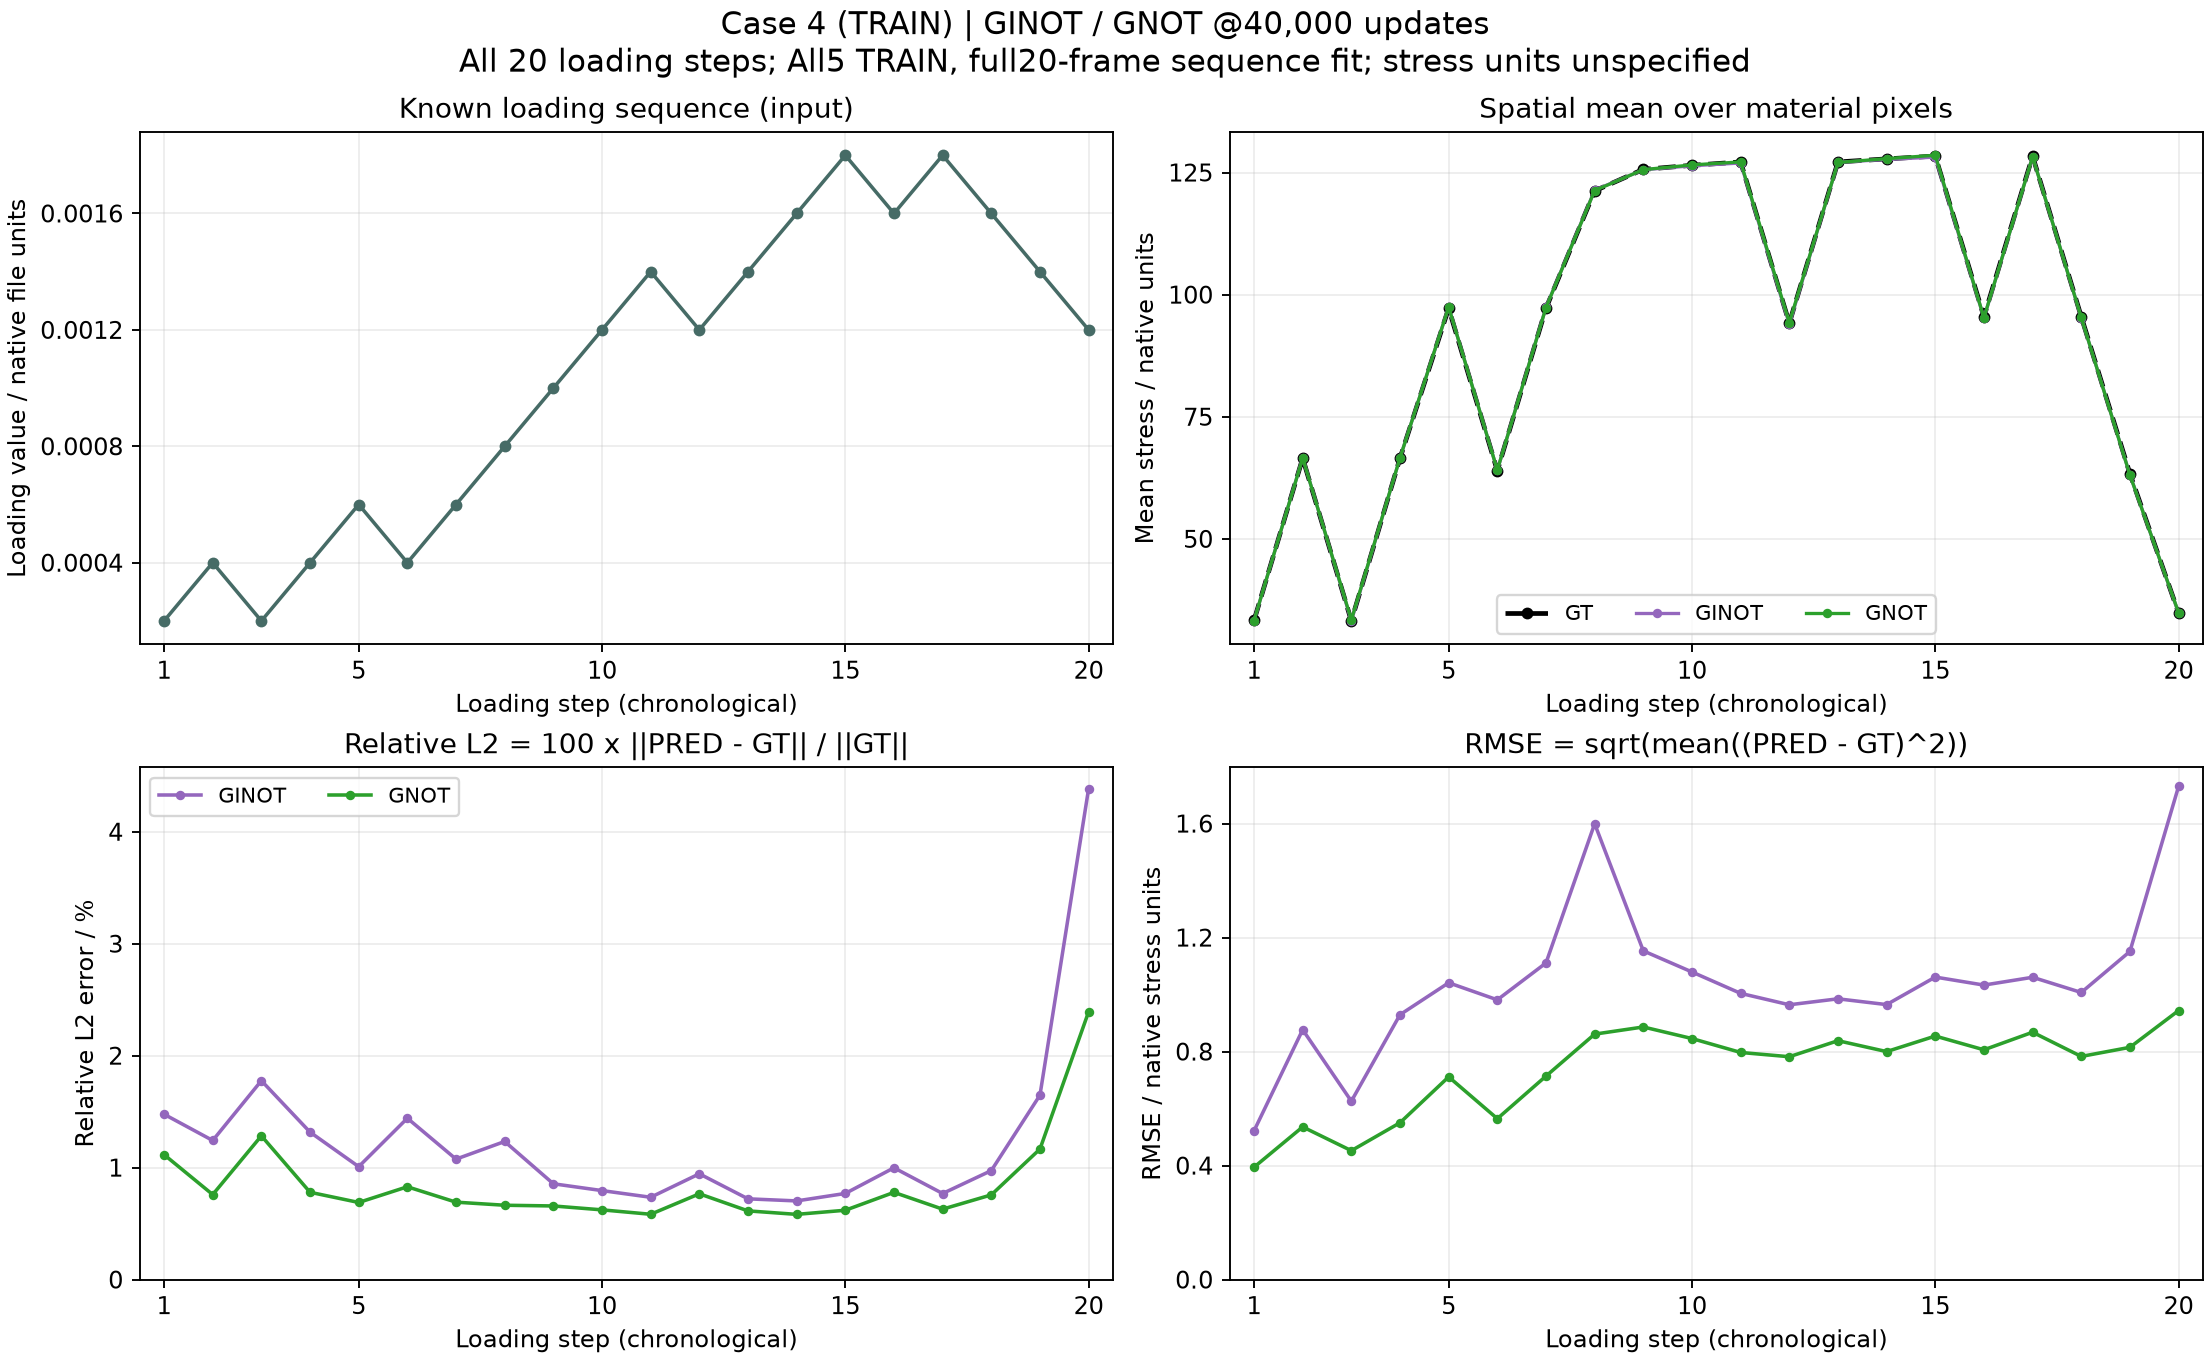 Case 4 (TRAIN) | GINOT / GNOT @40,000 updates
All 20 loading steps; All5 TRAIN, full20-frame sequence fit; stress units unspecified
Known loading sequence (input)
Loading value / native file units
0.0016
0.0012
0.0008
0.0004
1 5 10 15 20
Loading step (chronological)
Spatial mean over material pixels
Mean stress / native units
125
100
75
50
GT GINOT GNOT
1 5 10 15 20
Loading step (chronological)
Relative L2 = 100 x ||PRED - GT|| / ||GT||
GINOT GNOT
Relative L2 error / %
4
3
2
1
0
1 5 10 15 20
Loading step (chronological)
RMSE = sqrt(mean((PRED - GT)^2))
RMSE / native stress units
1.6
1.2
0.8
0.4
0.0
1 5 10 15 20
Loading step (chronological)